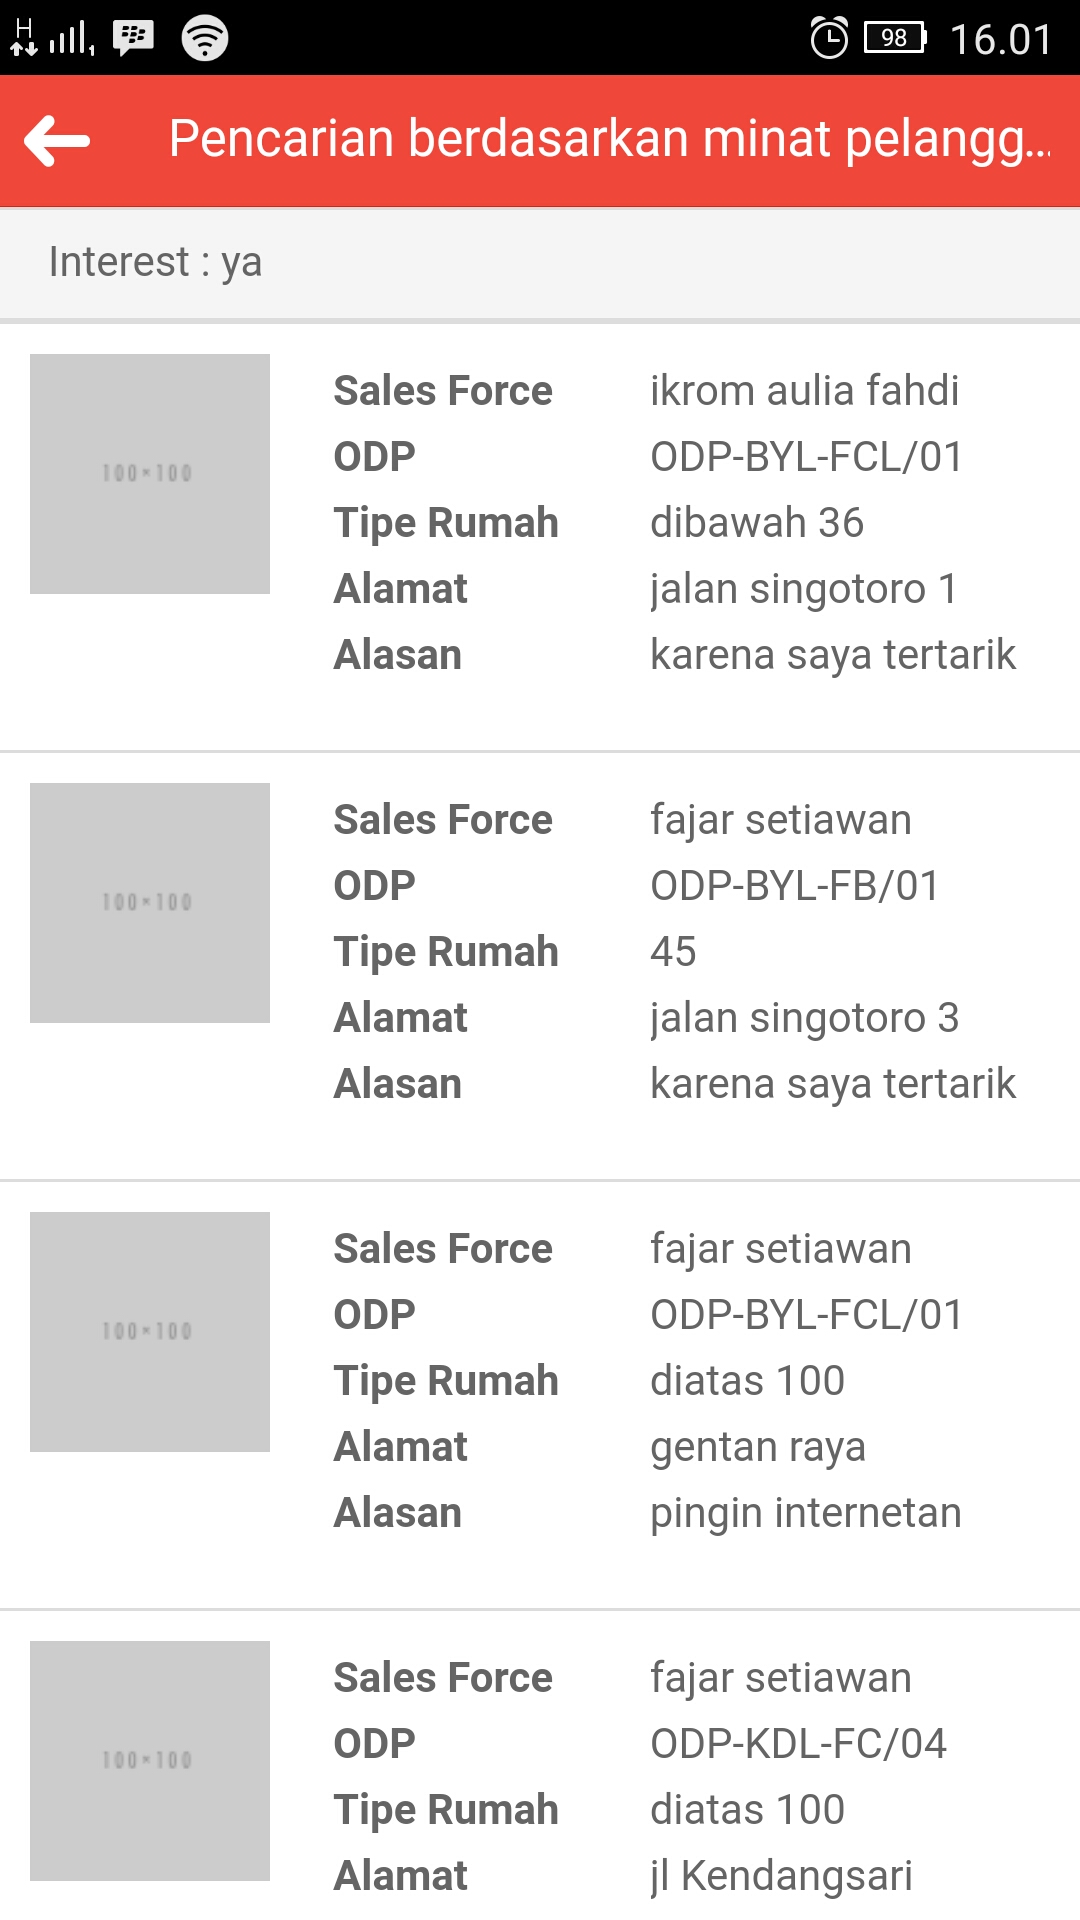 H 98 16.01
Pencarian berdasarkan minat pelangg...
Interest : ya
100×100
Sales Force ikrom aulia fahdi
ODP ODP-BYL-FCL/01
Tipe Rumah dibawah 36
Alamat jalan singotoro 1
Alasan karena saya tertarik
100×100
Sales Force fajar setiawan
ODP ODP-BYL-FB/01
Tipe Rumah 45
Alamat jalan singotoro 3
Alasan karena saya tertarik
100×100
Sales Force fajar setiawan
ODP ODP-BYL-FCL/01
Tipe Rumah diatas 100
Alamat gentan raya
Alasan pingin internetan
100×100
Sales Force fajar setiawan
ODP ODP-KDL-FC/04
Tipe Rumah diatas 100
Alamat jl Kendangsari